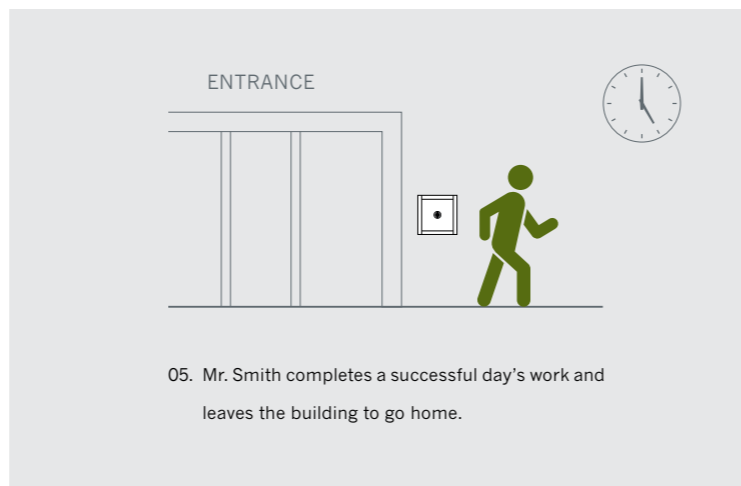 ENTRANCE
05. Mr. Smith completes a successful day’s work and
leaves the building to go home.